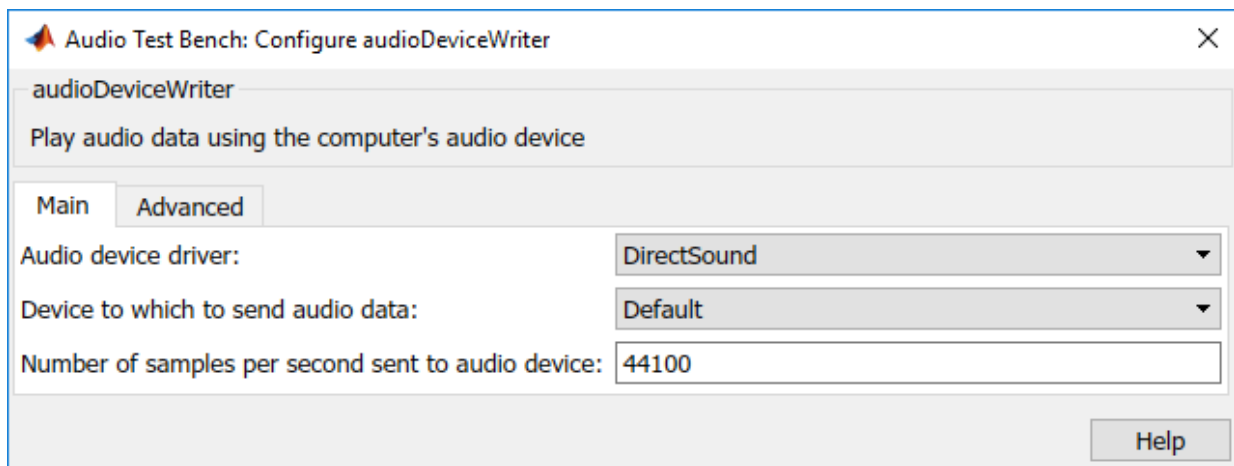 Audio Test Bench: Configure audioDeviceWriter
audioDeviceWriter
Play audio data using the computer's audio device
Main Advanced
Audio device driver: DirectSound
Device to which to send audio data: Default
Number of samples per second sent to audio device: 44100
Help